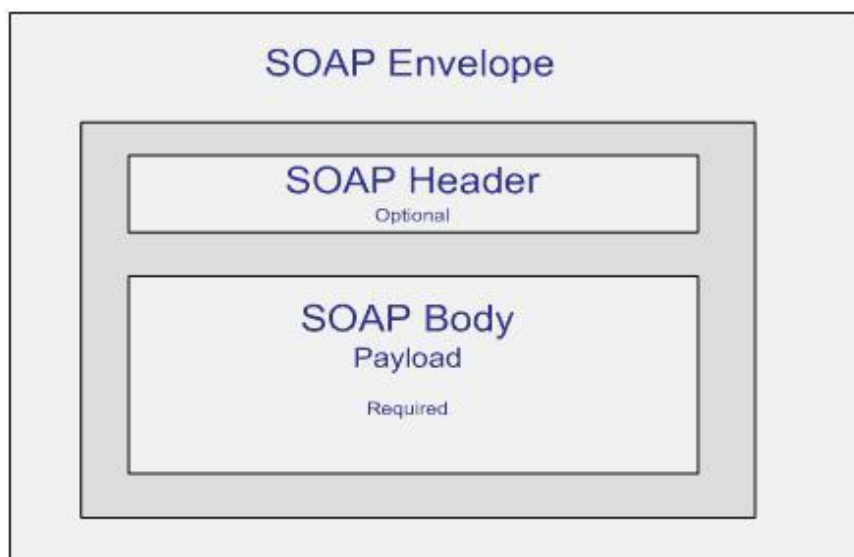 SOAP Envelope
SOAP Header
Optional
SOAP Body
Payload
Required